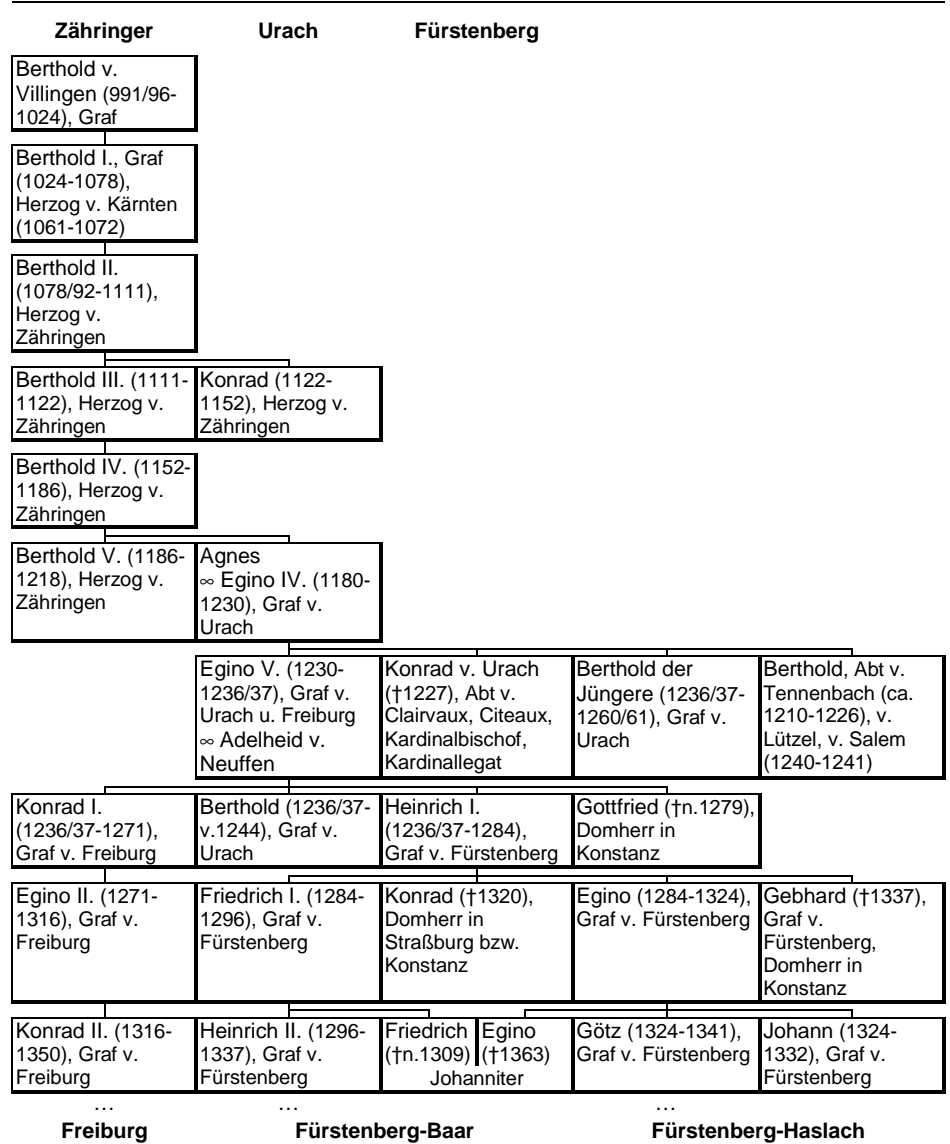 Zähringer Urach Fürstenberg
Berthold v.
Villingen (991/96-
1024), Graf
Berthold I., Graf
(1024-1078),
Herzog v. Kärnten
(1061-1072)
Berthold II.
(1078/92-1111),
Herzog v.
Zähringen
Berthold III. (1111-
1122), Herzog v.
Zähringen
Konrad (1122-
1152), Herzog v.
Zähringen
Berthold IV. (1152-
1186), Herzog v.
Zähringen
Berthold V. (1186-
1218), Herzog v.
Zähringen
Agnes
∞ Egino IV. (1180-
1230), Graf v.
Urach
Egino V. (1230-
1236/37), Graf v.
Urach u. Freiburg
∞ Adelheid v.
Neuffen
Konrad v. Urach
(†1227), Abt v.
Clairvaux, Citeaux,
Kardinalbischof,
Kardinallegat
Berthold der
Jüngere (1236/37-
1260/61), Graf v.
Urach
Berthold, Abt v.
Tennenbach (ca.
1210-1226), v.
Lützel, v. Salem
(1240-1241)
Konrad I.
(1236/37-1271),
Graf v. Freiburg
Berthold (1236/37-
v.1244), Graf v.
Urach
Heinrich I.
(1236/37-1284),
Graf v. Fürstenberg
Gottfried (†n.1279),
Domherr in
Konstanz
Egino II. (1271-
1316), Graf v.
Freiburg
Friedrich I. (1284-
1296), Graf v.
Fürstenberg
Konrad (†1320),
Domherr in
Straßburg bzw.
Konstanz
Egino (1284-1324),
Graf v. Fürstenberg
Gebhard (†1337),
Graf v.
Fürstenberg,
Domherr in
Konstanz
Konrad II. (1316-
1350), Graf v.
Freiburg
Heinrich II. (1296-
1337), Graf v.
Fürstenberg
Friedrich
(†n.1309)
Egino
(†1363)
Johanniter
Götz (1324-1341),
Graf v. Fürstenberg
Johann (1324-
1332), Graf v.
Fürstenberg
… … …
Freiburg Fürstenberg-Baar Fürstenberg-Haslach